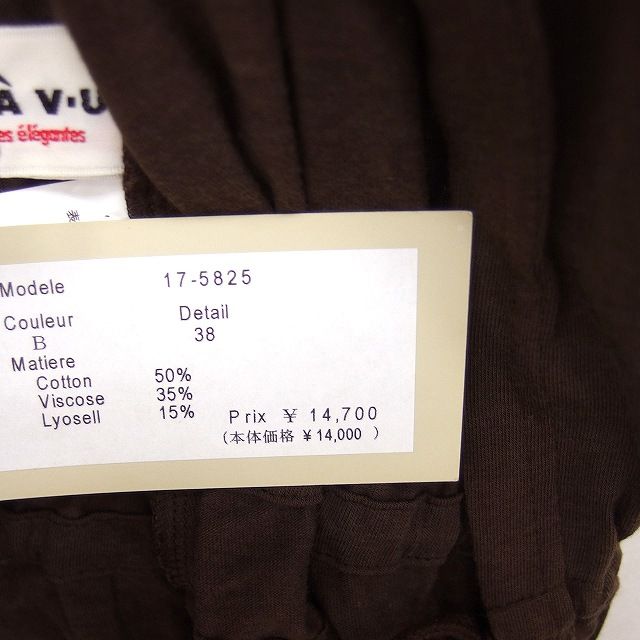 À V·U
es élégantes
Modele 17-5825
Couleur Detail
B 38
Matiere
Cotton 50%
Viscose 35%
Lyosell 15%
Prix ¥ 14,700
(本体価格 ¥14,000 )